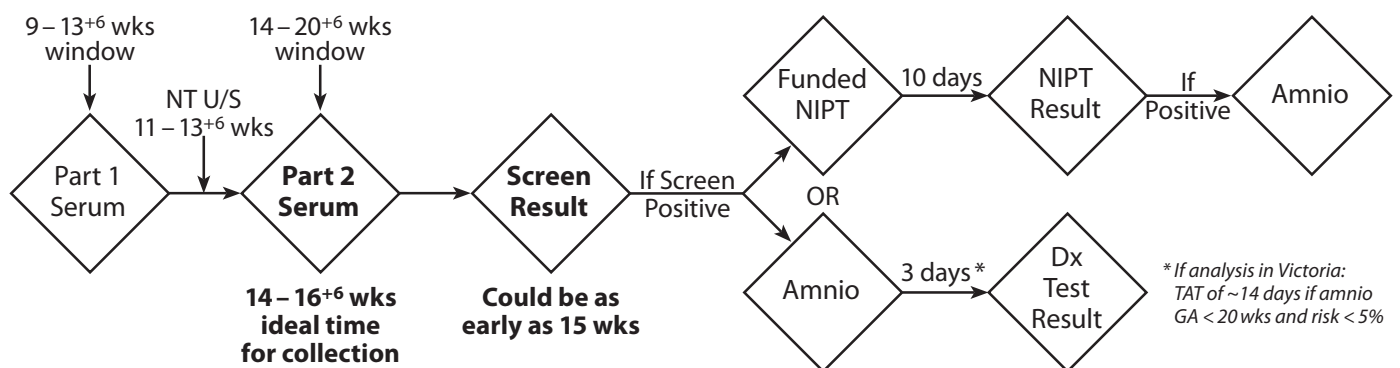 9 – 13+6 wks
window
NT U/S
11 – 13+6 wks
Part 1
Serum
14 – 20+6 wks
window
Part 2
Serum
14 – 16+6 wks
ideal time
for collection
Screen
Result
Could be as
early as 15 wks
If Screen
Positive
Funded
NIPT
10 days
NIPT
Result
If
Positive
Amnio
OR
Amnio
3 days*
Dx
Test
Result
* If analysis in Victoria:
TAT of ~14 days if amnio
GA < 20 wks and risk < 5%